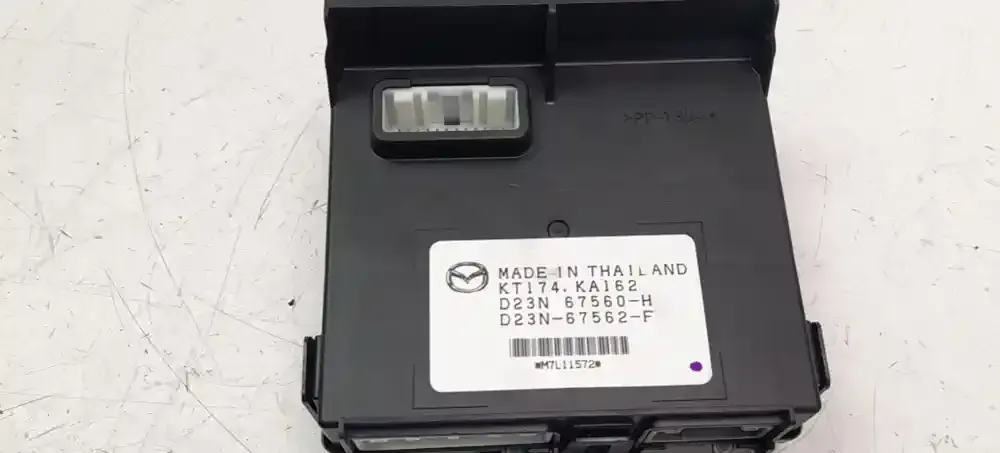 MADE IN THAILAND
KT174.KA162
D23N 67560-H
D23N-67562-F
*M7L11572*